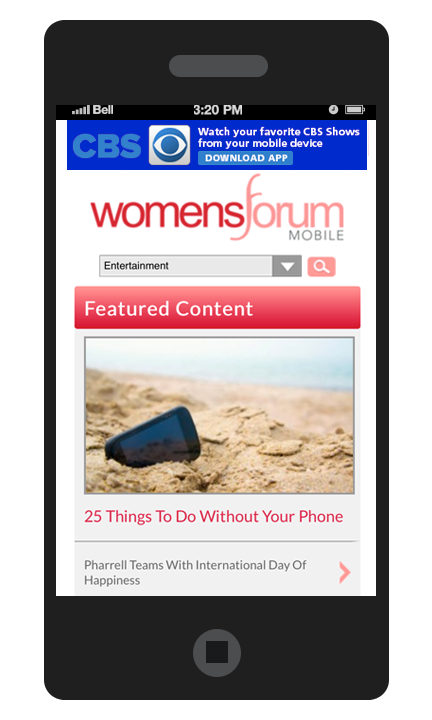 Bell
3:20 PM
CBS
Watch your favorite CBS Shows
from your mobile device
DOWNLOAD APP
womensforum
MOBILE
Entertainment
Featured Content
25 Things To Do Without Your Phone
Pharrell Teams With International Day Of
Happiness